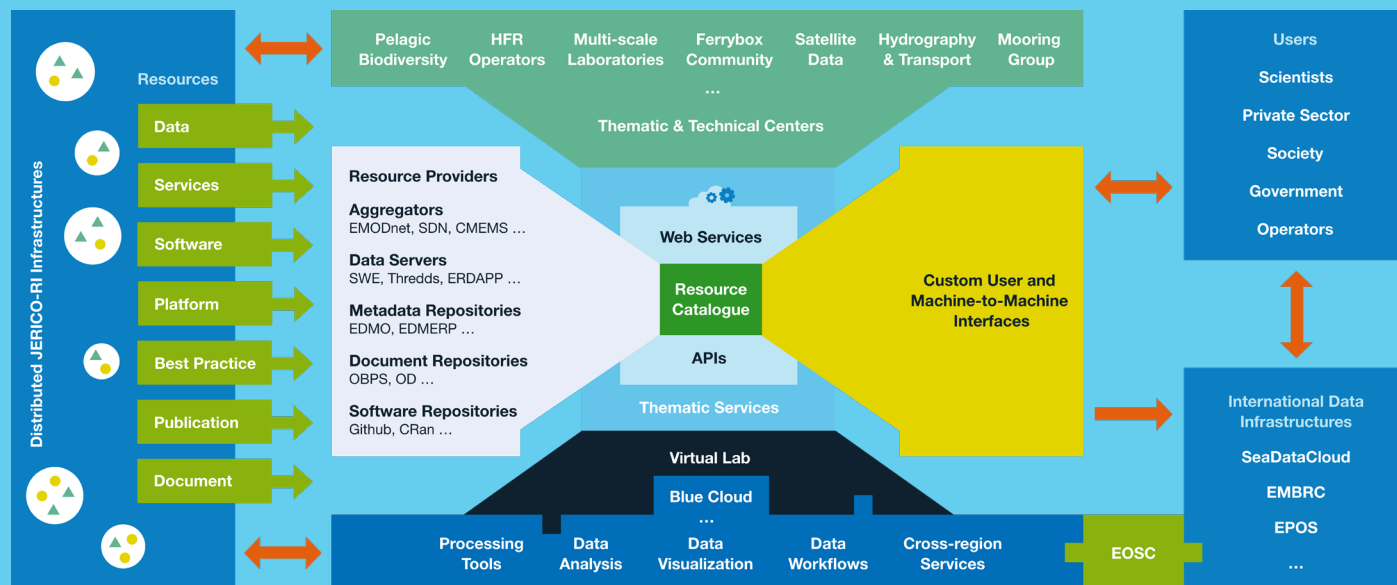 Distributed JERICO-RI Infrastructures
Resources
Data
Services
Software
Platform
Best Practice
Publication
Document
Pelagic
Biodiversity
HFR
Operators
Multi-scale
Laboratories
Ferrybox
Community
Satellite
Data
Hydrography
& Transport
Mooring
Group
...
Thematic & Technical Centers
Resource Providers
Aggregators
EMODnet, SDN, CMEMS ...
Data Servers
SWE, Thredds, ERDAPP ...
Metadata Repositories
EDMO, EDMERP ...
Document Repositories
OBPS, OD ...
Software Repositories
Github, CRan ...
Web Services
Resource
Catalogue
APIs
Thematic Services
Custom User and
Machine-to-Machine
Interfaces
Virtual Lab
Blue Cloud
...
Processing
Tools
Data
Analysis
Data
Visualization
Data
Workflows
Cross-region
Services
EOSC
Users
Scientists
Private Sector
Society
Government
Operators
International Data
Infrastructures
SeaDataCloud
EMBRC
EPOS
...